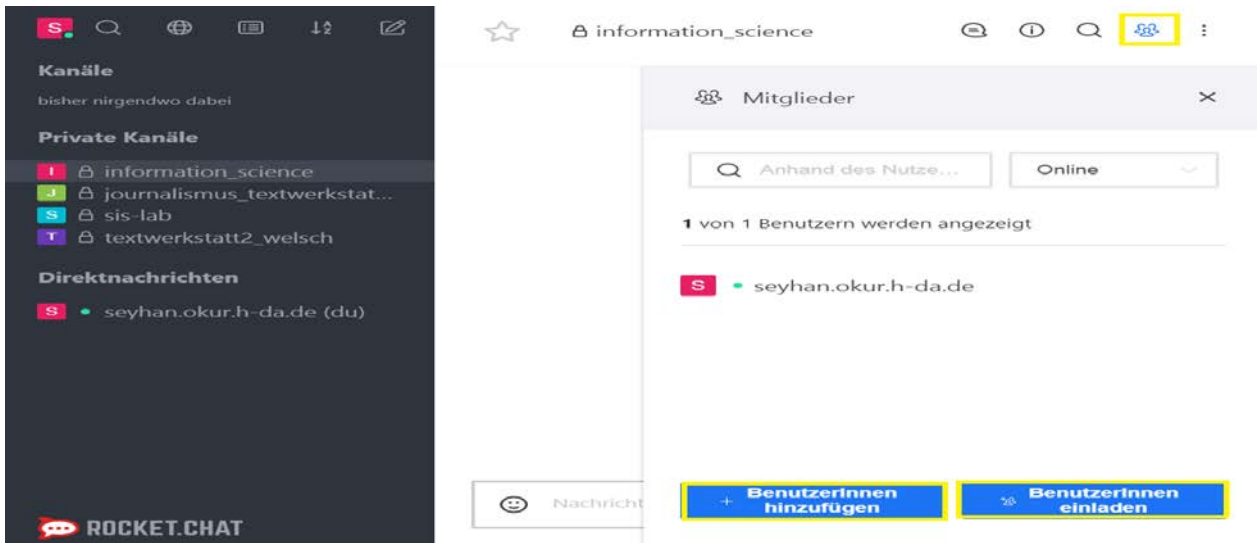 S
Kanäle
bisher nirgendwo dabei
Private Kanäle
I information_science
J journalismus_textwerkstat...
S sis-lab
T textwerkstatt2_welsch
Direktnachrichten
S seyhan.okur.h-da.de (du)
ROCKET.CHAT
information_science
Mitglieder
Anhand des Nutze...
Online
1 von 1 Benutzern werden angezeigt
S seyhan.okur.h-da.de
Nachricht
+ BenutzerInnen
hinzufügen
BenutzerInnen
einladen